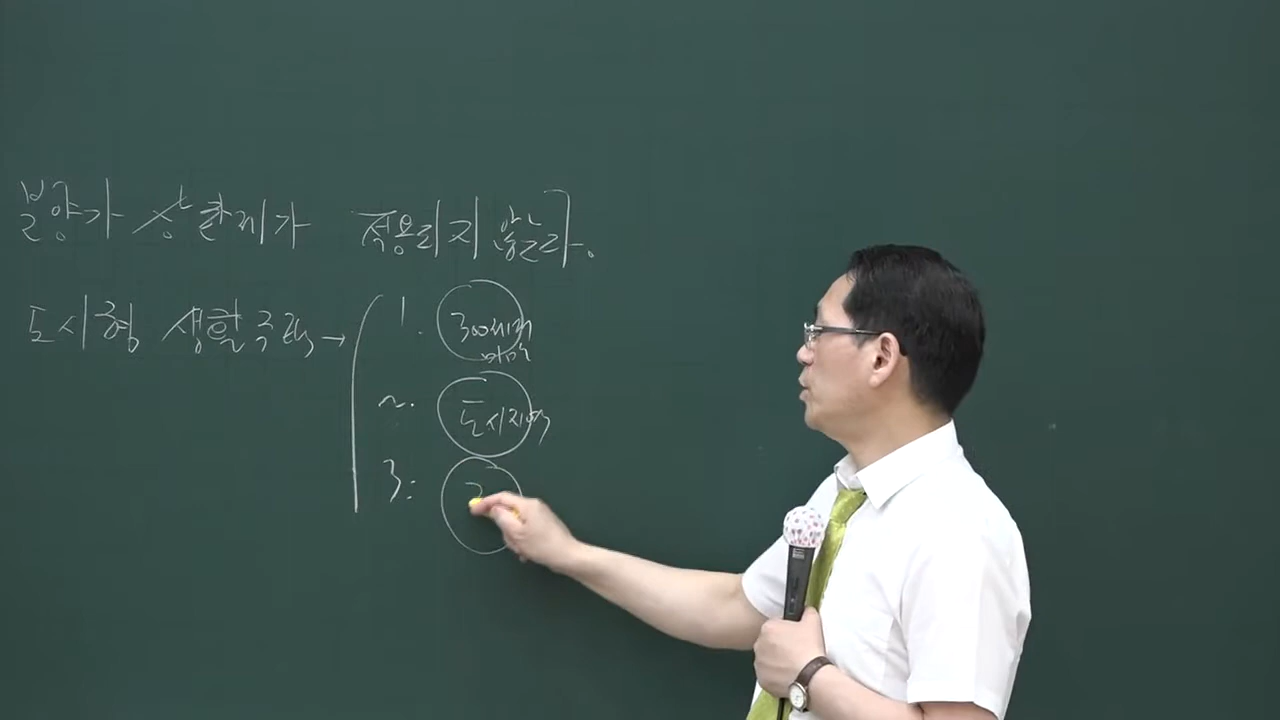 분양가 상한제가 적용되지 않는다.
도시형 생활주택 →
1. 300세대
미만
2. 도시지역
3.